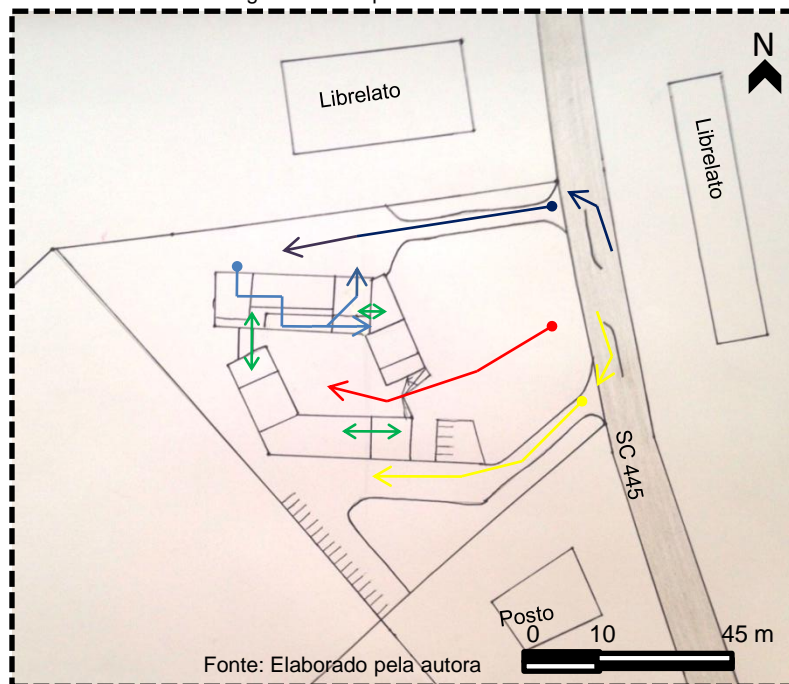 N
Librelato
Librelato
SC 445
Posto
0 10 45 m
Fonte: Elaborado pela autora